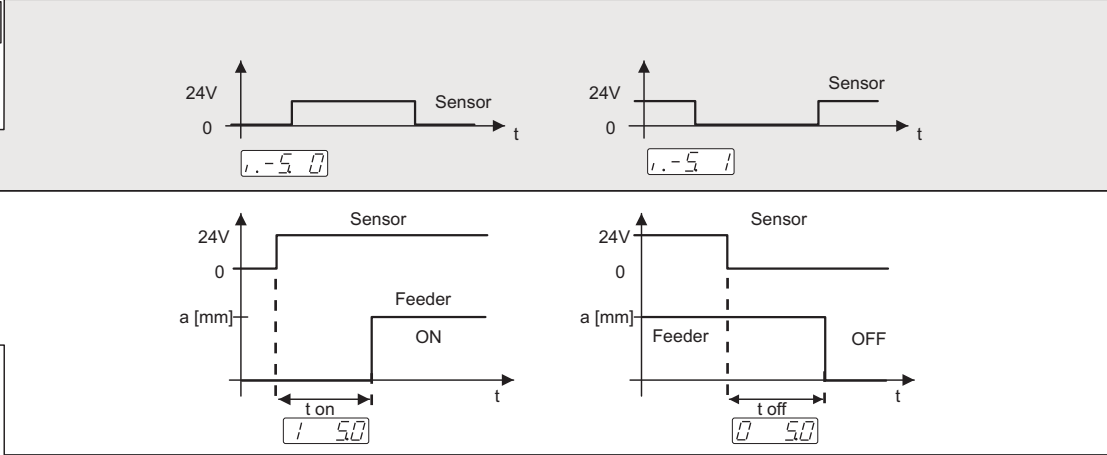 24V
Sensor
0
t
i.-S. 0
24V
Sensor
0
t
i.-S. 1
Sensor
24V
0
Feeder
a [mm]
ON
t
t on
1 5.0
Sensor
24V
0
a [mm]
Feeder
OFF
t
t off
0 5.0